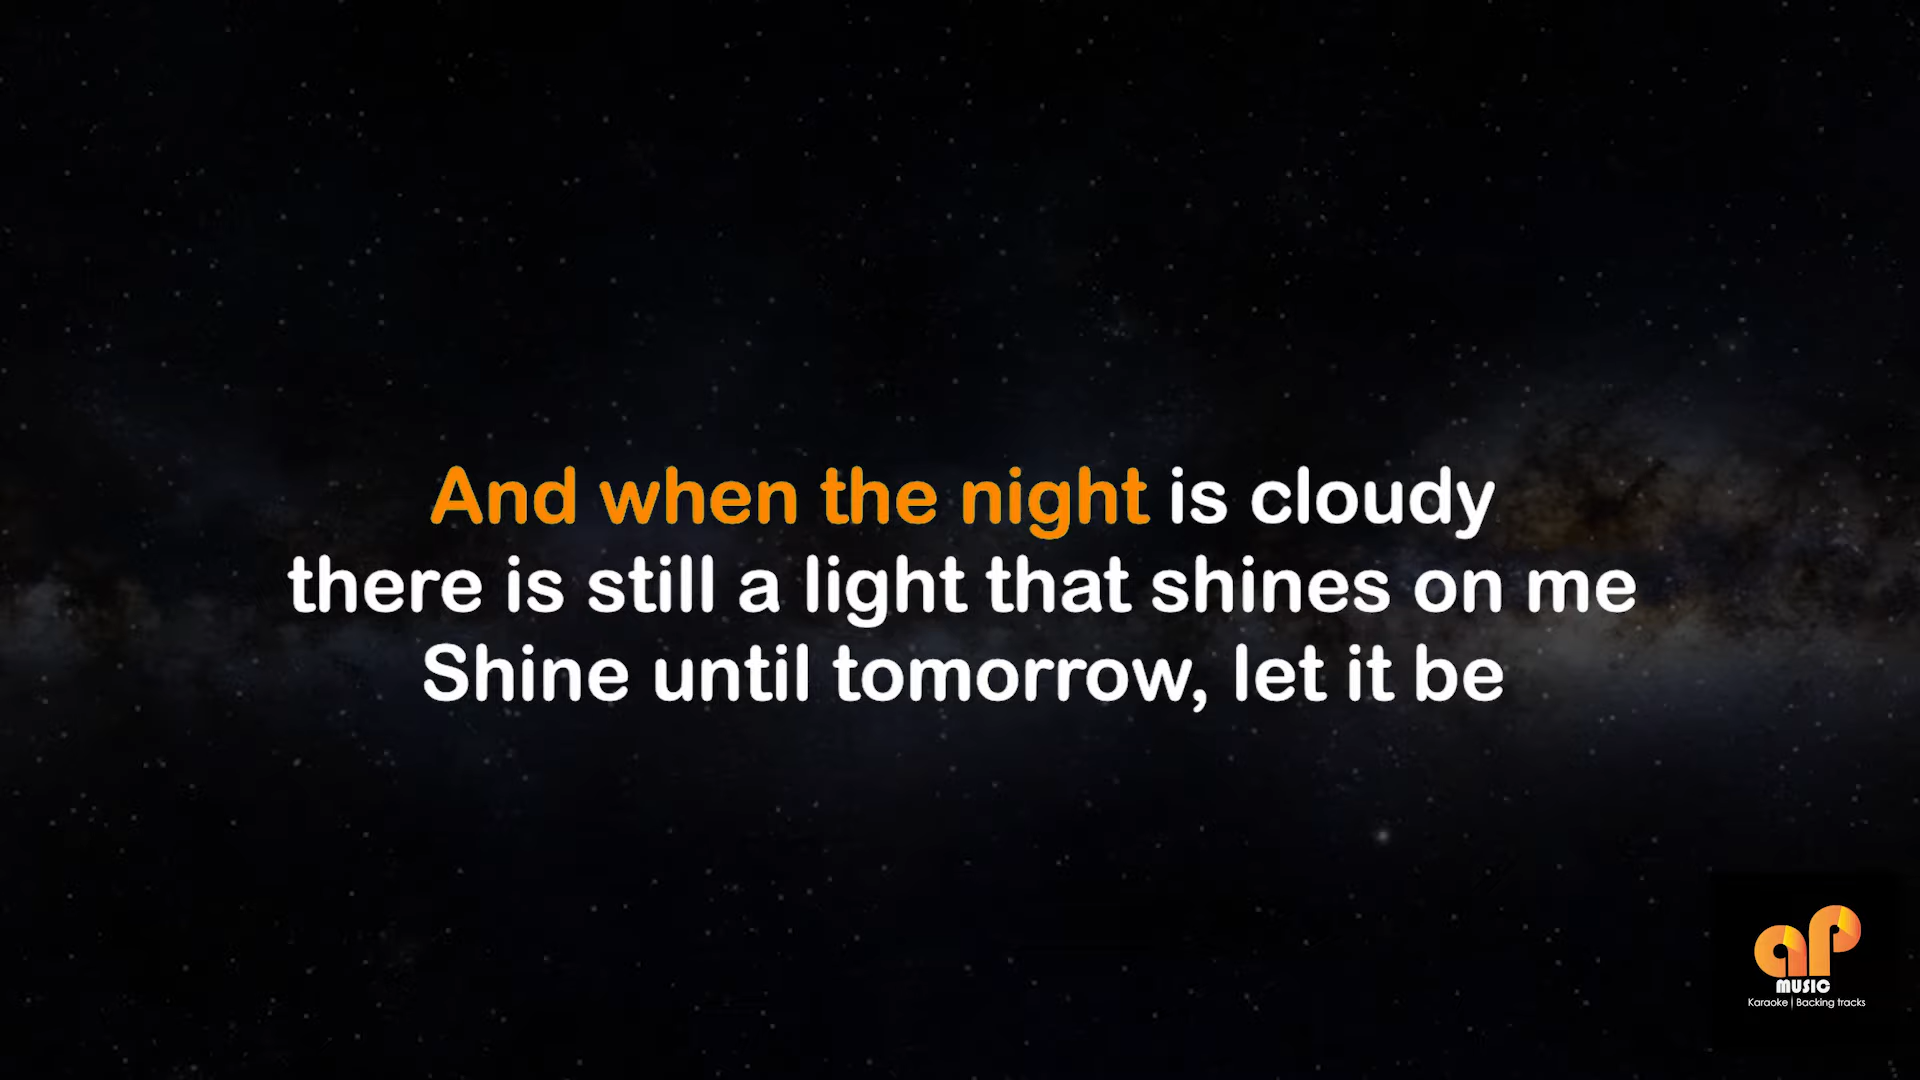 And when the night is cloudy
there is still a light that shines on me
Shine until tomorrow, let it be
aP
MUSIC
Karaoke | Backing tracks